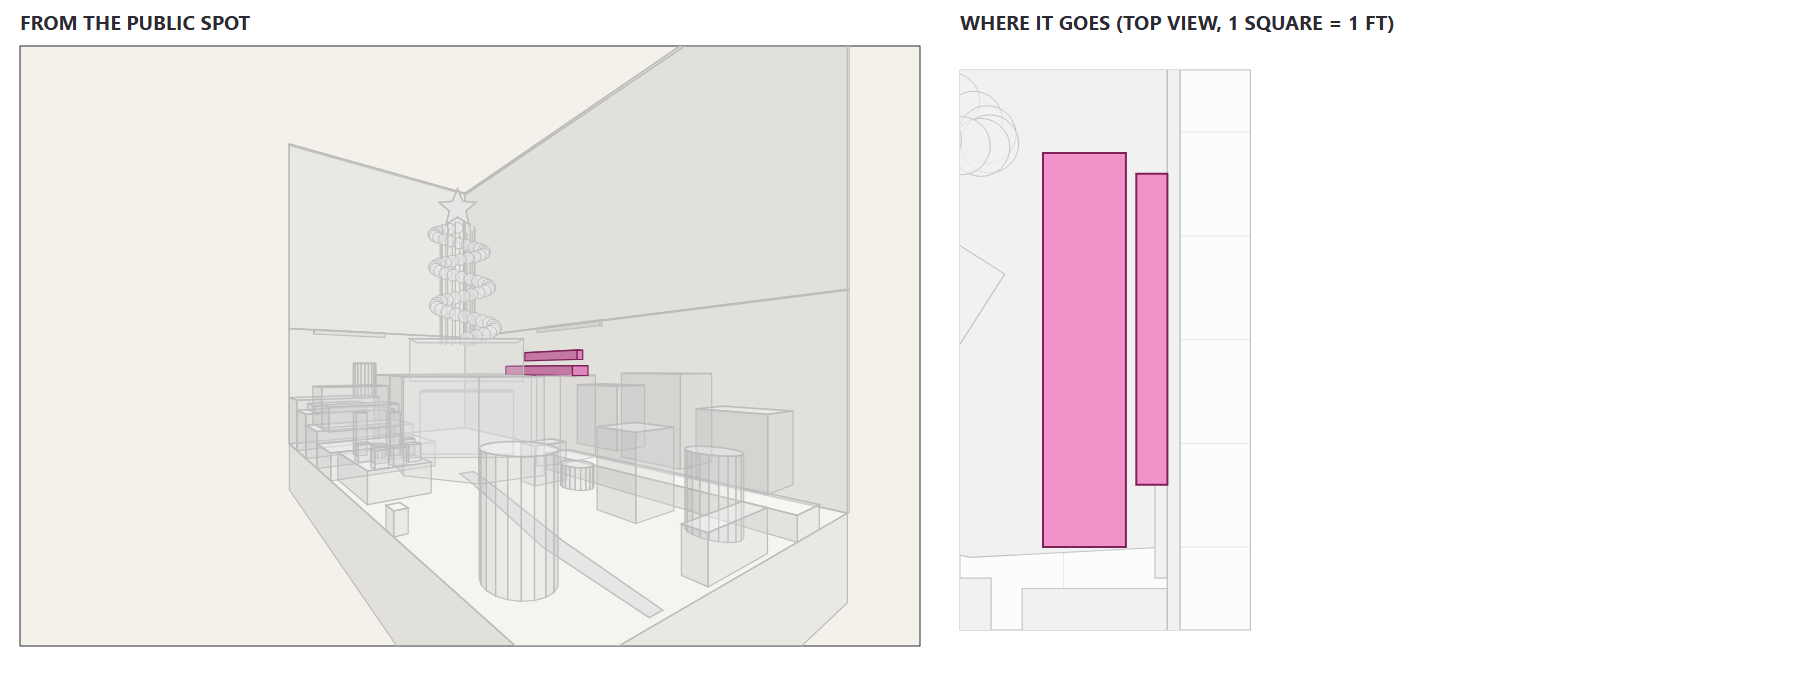 FROM THE PUBLIC SPOT
WHERE IT GOES (TOP VIEW, 1 SQUARE = 1 FT)